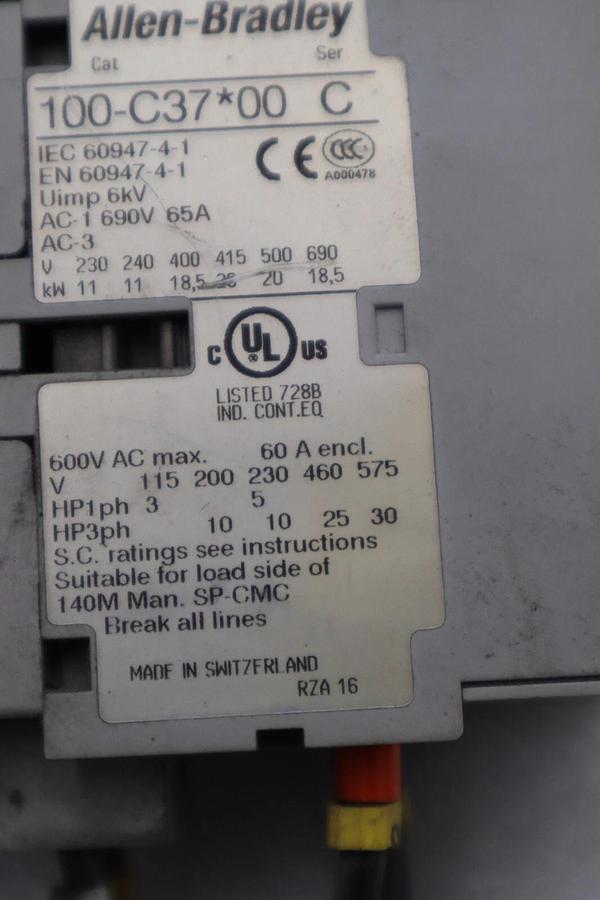 Allen-Bradley
Cat Ser
100-C37*00 C
IEC 60947-4-1
EN 60947-4-1
CE CCC
A000478
Uimp 6kV
AC-1 690V 65A
AC-3
V 230 240 400 415 500 690
kW 11 11 18,5 20 18,5
C UL US
LISTED 728B
IND. CONT.EQ
600V AC max. 60 A encl.
V 115 200 230 460 575
HP1ph 3 5
HP3ph 10 10 25 30
S.C. ratings see instructions
Suitable for load side of
140M Man. SP-CMC
Break all lines
MADE IN SWITZERLAND
RZA 16